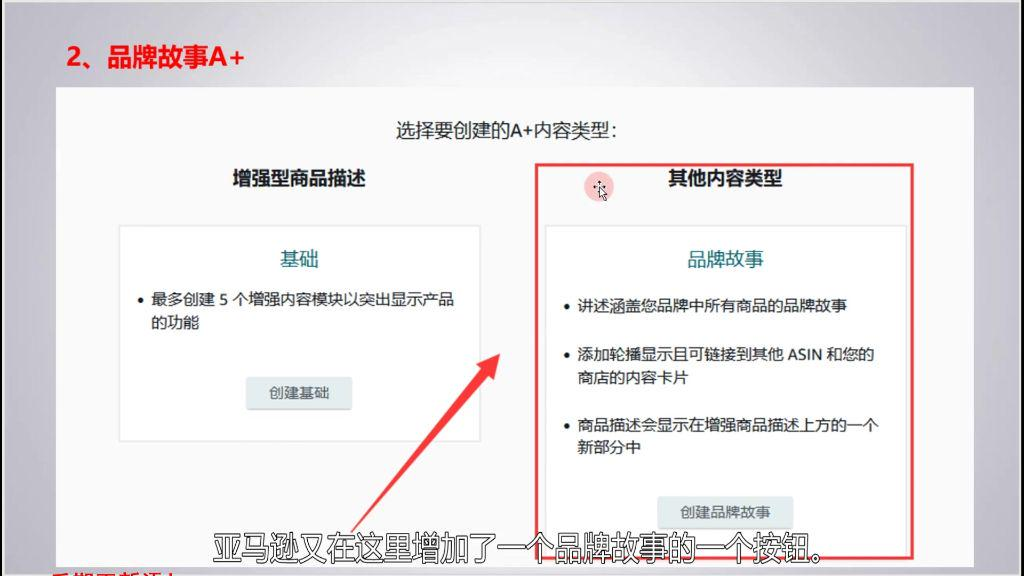 2、品牌故事A+
选择要创建的A+内容类型：
增强型商品描述
基础
• 最多创建 5 个增强内容模块以突出显示产品
的功能
创建基础
其他内容类型
品牌故事
• 讲述涵盖您品牌中所有商品的品牌故事
• 添加轮播显示且可链接到其他 ASIN 和您的
商店的内容卡片
• 商品描述会显示在增强商品描述上方的一个
新部分中
创建品牌故事
亚马逊又在这里增加了一个品牌故事的一个按钮。